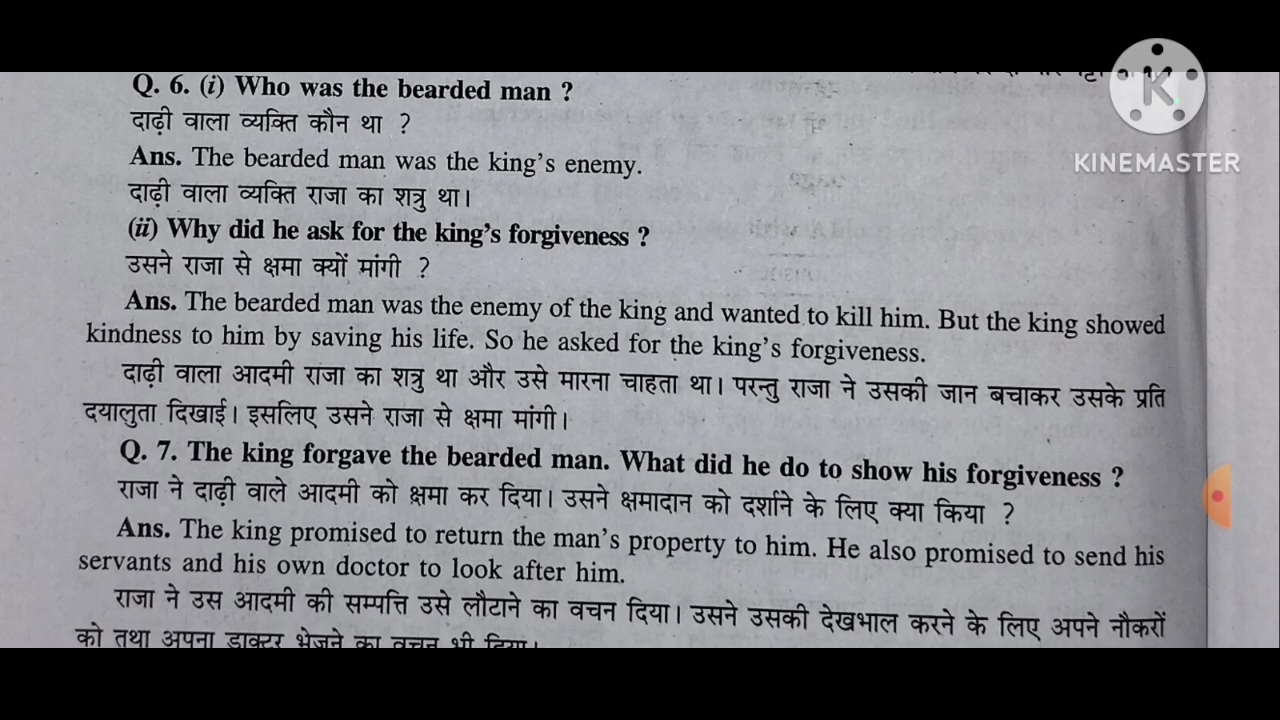 Q. 6. (i) Who was the bearded man ?
दाढ़ी वाला व्यक्ति कौन था ?
KINEMASTER
Ans. The bearded man was the king's enemy.
दाढ़ी वाला व्यक्ति राजा का शत्रु था।
(ii) Why did he ask for the king's forgiveness ?
उसने राजा से क्षमा क्यों मांगी ?
Ans. The bearded man was the enemy of the king and wanted to kill him. But the king showed
kindness to him by saving his life. So he asked for the king's forgiveness.
दाढ़ी वाला आदमी राजा का शत्रु था और उसे मारना चाहता था। परन्तु राजा ने उसकी जान बचाकर उसके प्रति
दयालुता दिखाई। इसलिए उसने राजा से क्षमा मांगी।
Q. 7. The king forgave the bearded man. What did he do to show his forgiveness ?
राजा ने दाढ़ी वाले आदमी को क्षमा कर दिया। उसने क्षमादान को दर्शाने के लिए क्या किया ?
Ans. The king promised to return the man's property to him. He also promised to send his
servants and his own doctor to look after him.
राजा ने उस आदमी की सम्पत्ति उसे लौटाने का वचन दिया। उसने उसकी देखभाल करने के लिए अपने नौकरों
को तथा अपना डाक्टर भेजने का वचन भी दिया।